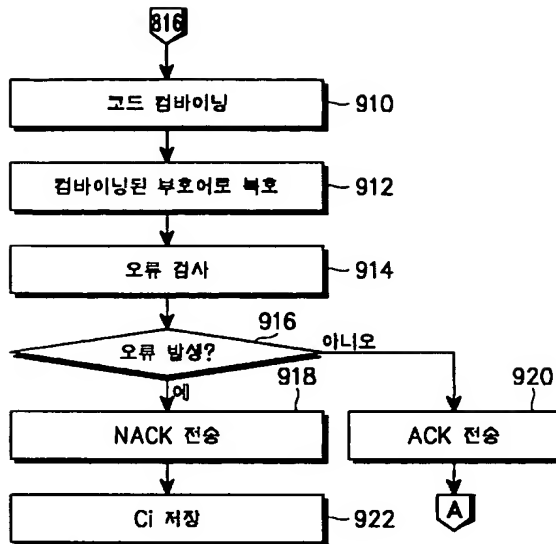 816
코드 컴바이닝
910
컴바이닝된 부호어로 복호
912
오류 검사
914
오류 발생?
916
아니오
예
918
NACK 전송
920
ACK 전송
Ci 저장
922
A